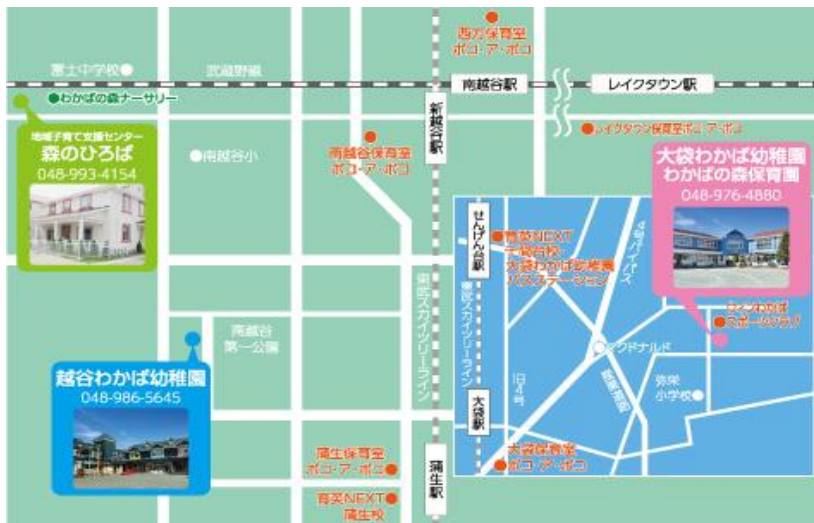 西方保育室
ポコ・ア・ポコ
富士中学校
武蔵野線
南越谷駅
レイクタウン駅
わかばの森ナーサリー
新越谷駅
地域子育て支援センター
森のひろば
048-993-4154
南越谷小
南越谷保育室
ポコ・ア・ポコ
レイクタウン保育室ポコ・ア・ポコ
大袋わかば幼稚園
わかばの森保育園
048-976-4880
せんげん台駅
育英NEXT
千間台校・
大袋わかば幼稚園
バスステーション
4号バイパス
東武スカイツリーライン
東武スカイツリーライン
ツインわかば
スポーツクラブ
南越谷
第一公園
マクドナルド
越谷わかば幼稚園
048-986-5645
旧4号
弥栄
小学校
大袋駅
大袋保育室
ポコ・ア・ポコ
蒲生保育室
ポコ・ア・ポコ
蒲生駅
育英NEXT
蒲生校